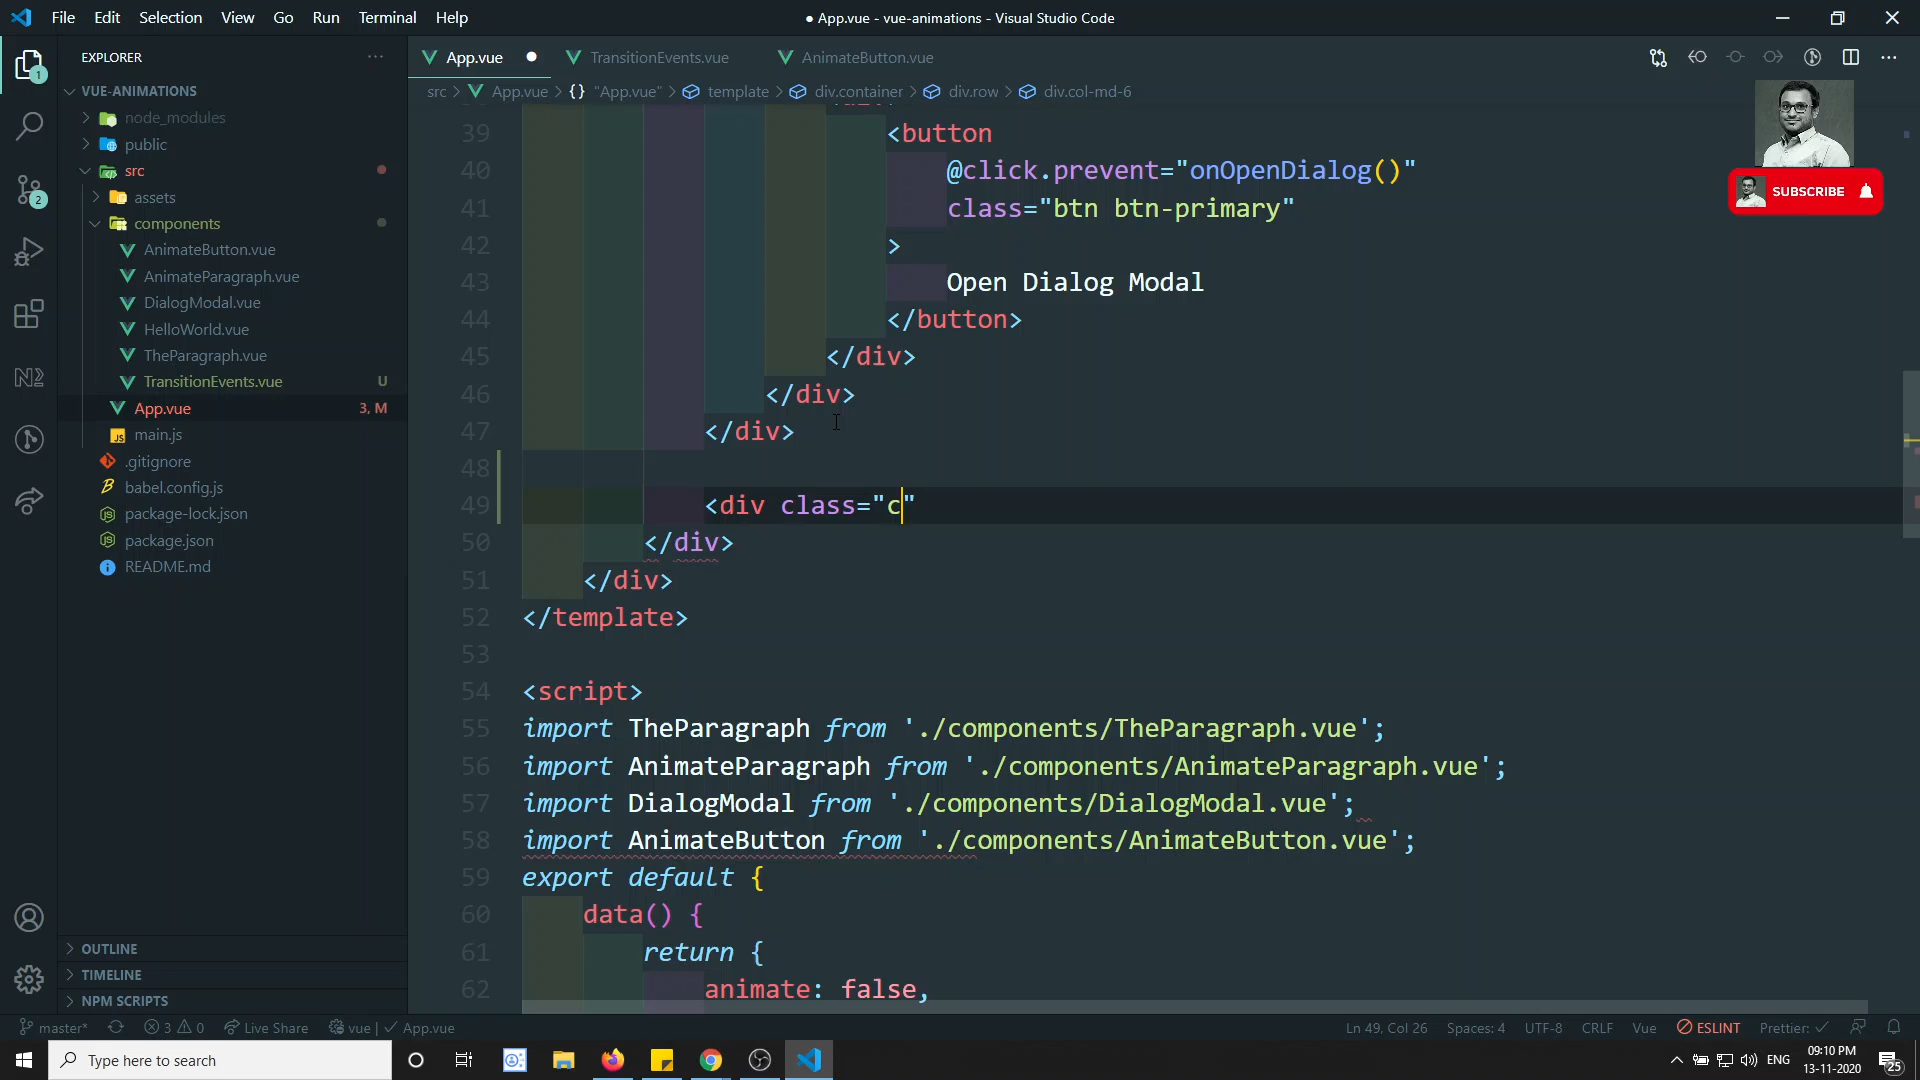 File Edit Selection View Go Run Terminal Help
● App.vue - vue-animations - Visual Studio Code
EXPLORER
App.vue
TransitionEvents.vue
AnimateButton.vue
VUE-ANIMATIONS
src > App.vue > {} "App.vue" > template > div.container > div.row > div.col-md-6
node_modules
public
src
assets
components
AnimateButton.vue
AnimateParagraph.vue
DialogModal.vue
HelloWorld.vue
TheParagraph.vue
TransitionEvents.vue U
App.vue 3, M
main.js
.gitignore
babel.config.js
package-lock.json
package.json
README.md
OUTLINE
TIMELINE
NPM SCRIPTS
1
2
SUBSCRIBE
39 <button
40 @click.prevent="onOpenDialog()"
41 class="btn btn-primary"
42 >
43 Open Dialog Modal
44 </button>
45 </div>
46 </div>
47 </div>
48
49 <div class="c"
50 </div>
51 </div>
52 </template>
53
54 <script>
55 import TheParagraph from './components/TheParagraph.vue';
56 import AnimateParagraph from './components/AnimateParagraph.vue';
57 import DialogModal from './components/DialogModal.vue';
58 import AnimateButton from './components/AnimateButton.vue';
59 export default {
60 data() {
61 return {
62 animate: false,
master* 3 0 Live Share vue | ✓ App.vue
Ln 49, Col 26 Spaces: 4 UTF-8 CRLF Vue ESLINT Prettier: ✓
Type here to search
ENG
09:10 PM
13-11-2020
25